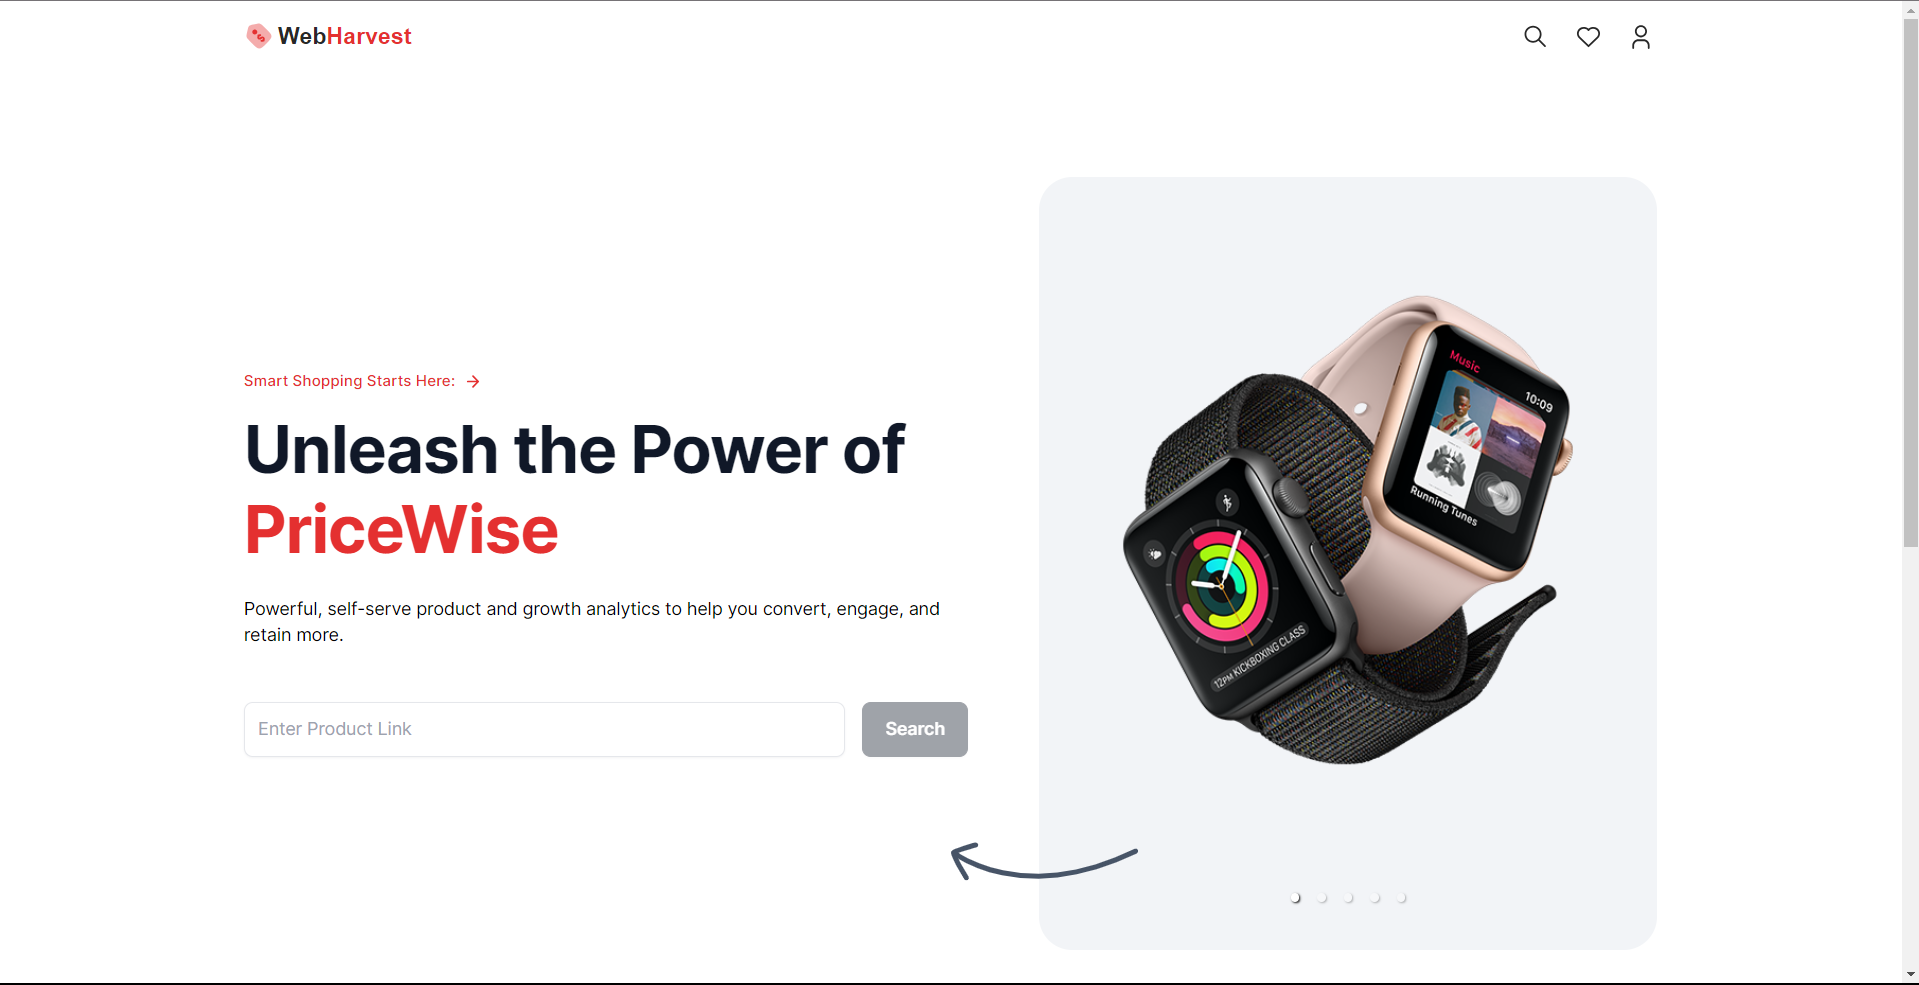 WebHarvest
Smart Shopping Starts Here:
Unleash the Power of
PriceWise
Powerful, self-serve product and growth analytics to help you convert, engage, and
retain more.
Enter Product Link
Search
Music
10:09
Running Tunes
12PM KICKBOXING CLASS